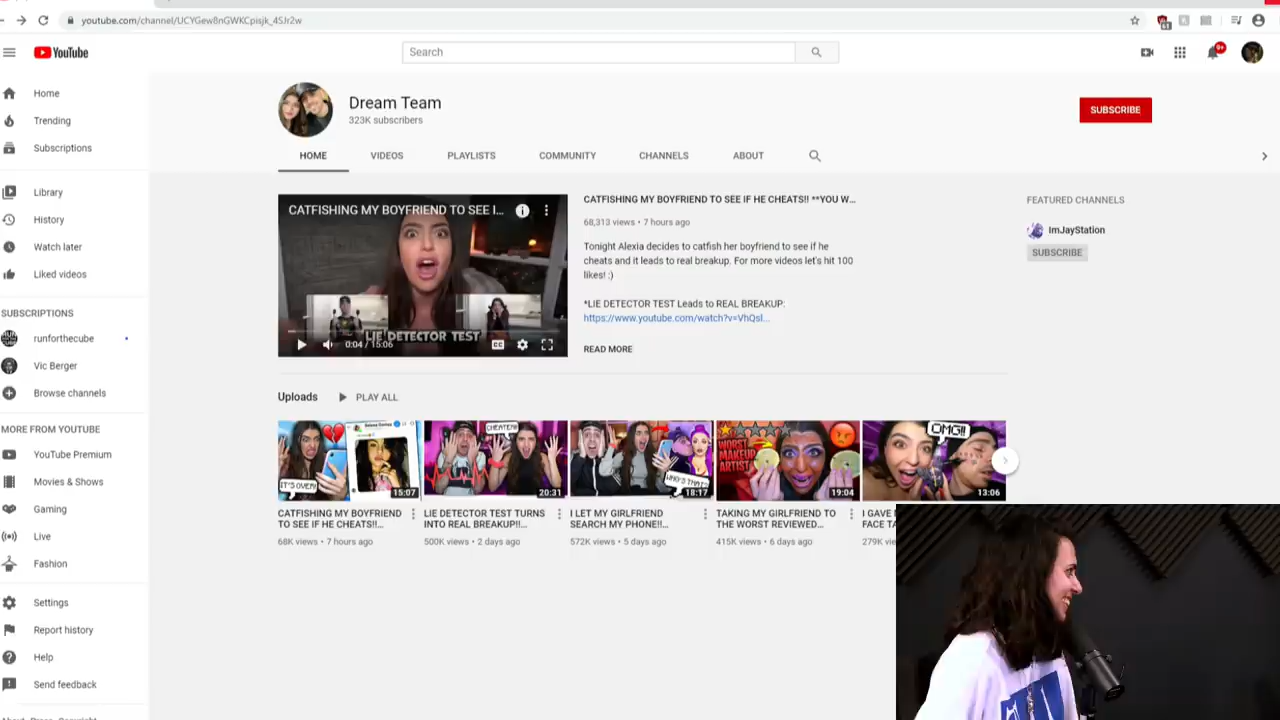 youtube.com/channel/UCYGew8nGWKCpisjk_4SJr2w
61
YouTube
Search
9+
Home
Trending
Subscriptions
Library
History
Watch later
Liked videos
SUBSCRIPTIONS
runforthecube
Vic Berger
Browse channels
MORE FROM YOUTUBE
YouTube Premium
Movies & Shows
Gaming
Live
Fashion
Settings
Report history
Help
Send feedback
Dream Team
323K subscribers
SUBSCRIBE
HOME VIDEOS PLAYLISTS COMMUNITY CHANNELS ABOUT
CATFISHING MY BOYFRIEND TO SEE I...
LIE DETECTOR TEST
0:04 / 15:06
CC
CATFISHING MY BOYFRIEND TO SEE IF HE CHEATS!! **YOU W...
68,313 views • 7 hours ago
Tonight Alexia decides to catfish her boyfriend to see if he
cheats and it leads to real breakup. For more videos let's hit 100
likes! :)
*LIE DETECTOR TEST Leads to REAL BREAKUP:
https://www.youtube.com/watch?v=VhQsI...
READ MORE
FEATURED CHANNELS
ImJayStation
SUBSCRIBE
Uploads PLAY ALL
IT'S OVER!
15:07
CATFISHING MY BOYFRIEND
TO SEE IF HE CHEATS!!...
68K views • 7 hours ago
CHEATER!
20:31
LIE DETECTOR TEST TURNS
INTO REAL BREAKUP!!...
500K views • 2 days ago
WHO'S THAT?
18:17
I LET MY GIRLFRIEND
SEARCH MY PHONE!!...
572K views • 5 days ago
WORST
MAKEUP
ARTIST
19:04
TAKING MY GIRLFRIEND TO
THE WORST REVIEWED...
415K views • 6 days ago
OMG!!
13:06
I GAVE
FACE TA
279K vie